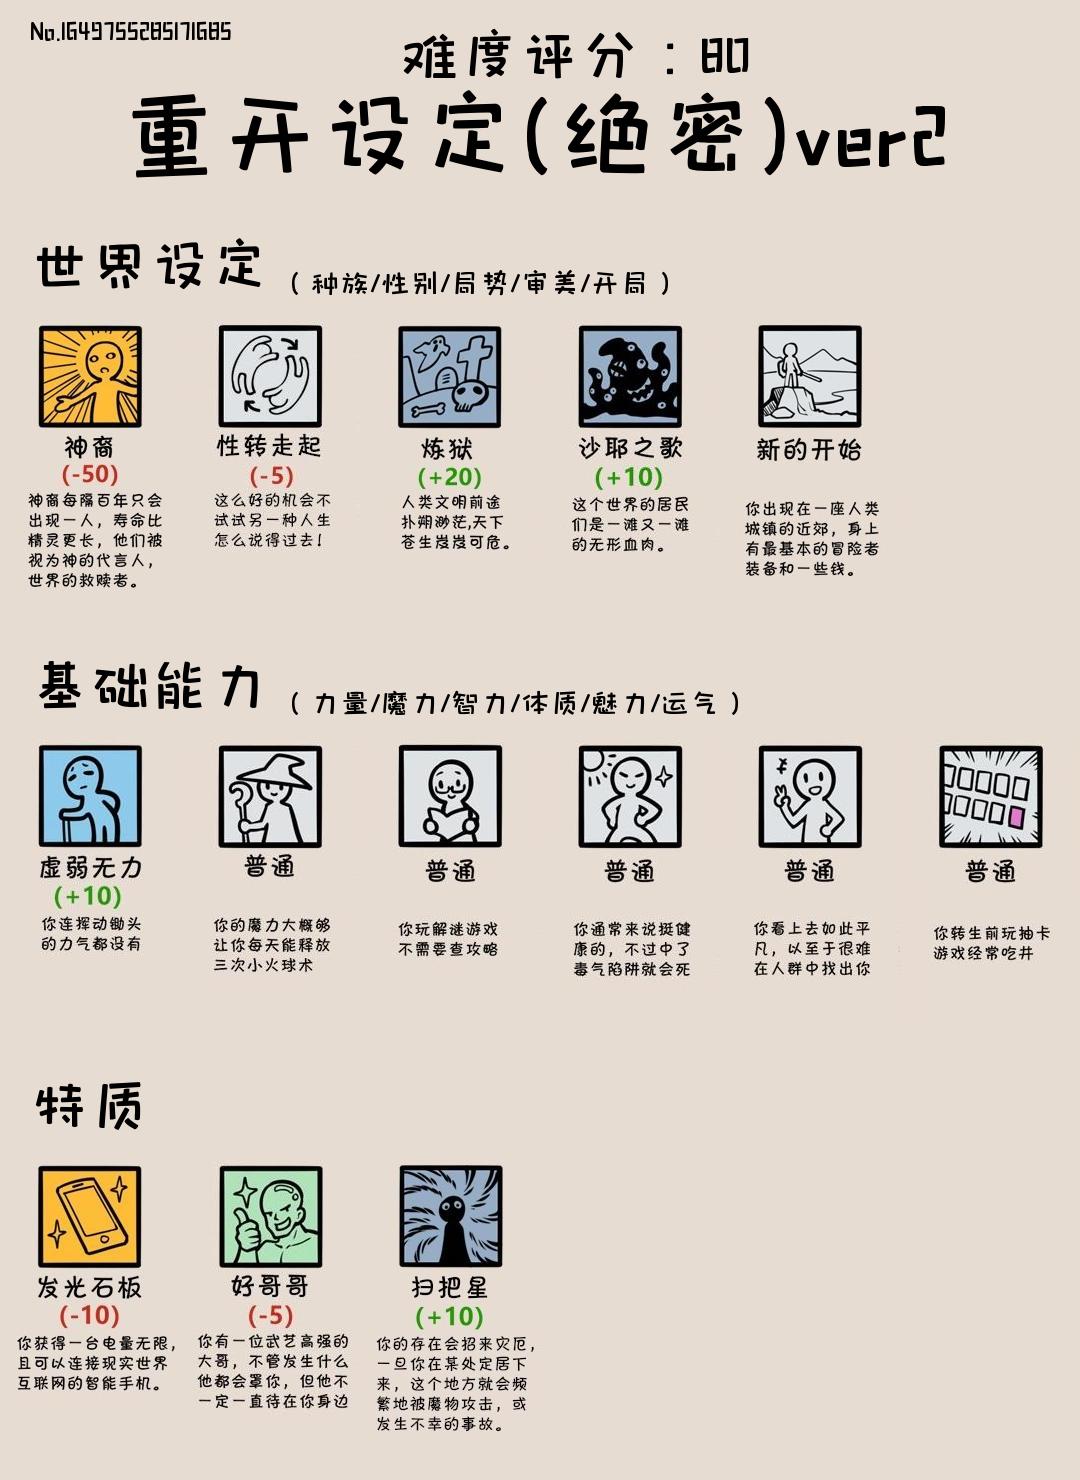 No.1649755285171685
难度评分：80
重开设定(绝密)ver2
世界设定 （种族/性别/局势/审美/开局）
神裔
(-50)
神裔每隔百年只会
出现一人，寿命比
精灵更长，他们被
视为神的代言人，
世界的救赎者。
性转走起
(-5)
这么好的机会不
试试另一种人生
怎么说得过去！
炼狱
(+20)
人类文明前途
扑朔渺茫,天下
苍生岌岌可危。
沙耶之歌
(+10)
这个世界的居民
们是一滩又一滩
的无形血肉。
新的开始
你出现在一座人类
城镇的近郊，身上
有最基本的冒险者
装备和一些钱。
基础能力 （力量/魔力/智力/体质/魅力/运气）
虚弱无力
(+10)
你连挥动锄头
的力气都没有
普通
你的魔力大概够
让你每天能释放
三次小火球术
普通
你玩解谜游戏
不需要查攻略
普通
你通常来说挺健
康的，不过中了
毒气陷阱就会死
普通
你看上去如此平
凡，以至于很难
在人群中找出你
普通
你转生前玩抽卡
游戏经常吃井
特质
发光石板
(-10)
你获得一台电量无限，
且可以连接现实世界
互联网的智能手机。
好哥哥
(-5)
你有一位武艺高强的
大哥，不管发生什么
他都会罩你，但他不
一定一直待在你身边
扫把星
(+10)
你的存在会招来灾厄，
一旦你在某处定居下
来，这个地方就会频
繁地被魔物攻击，或
发生不幸的事故。